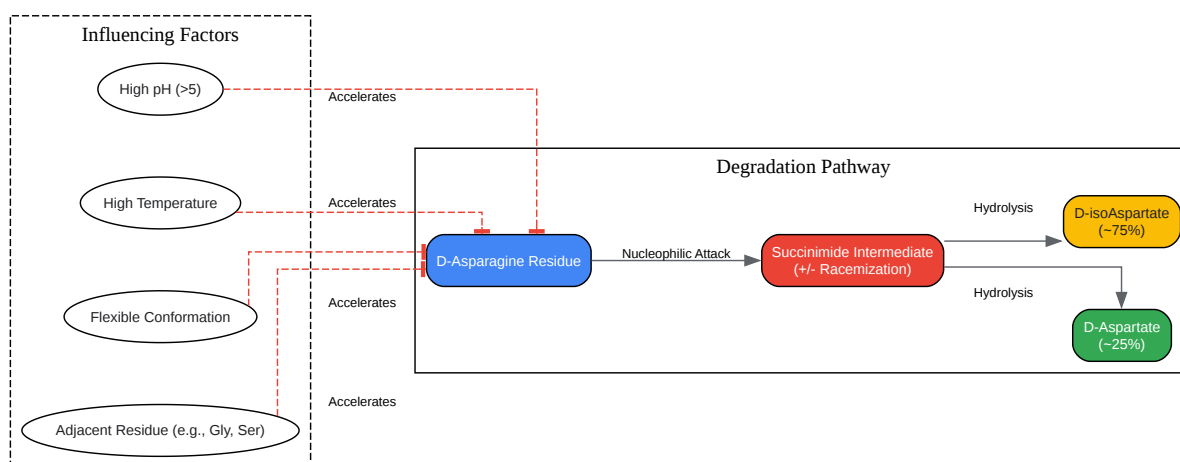 Influencing Factors
High pH (>5)
Accelerates
High Temperature
Accelerates
Flexible Conformation
Accelerates
Adjacent Residue (e.g., Gly, Ser)
Accelerates
Degradation Pathway
D-Asparagine Residue
Nucleophilic Attack
Succinimide Intermediate
(+/- Racemization)
Hydrolysis
D-isoAspartate
(~75%)
Hydrolysis
D-Aspartate
(~25%)